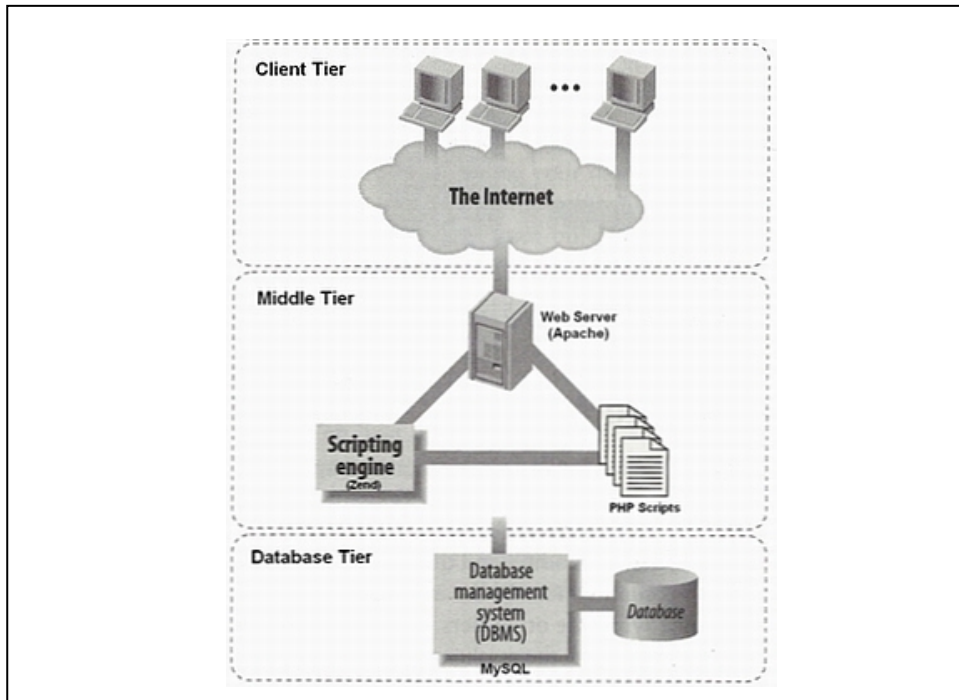 Client Tier
•••
The Internet
Middle Tier
Web Server
(Apache)
Scripting
engine
(Zend)
PHP Scripts
Database Tier
Database
management
system
(DBMS)
MySQL
Database